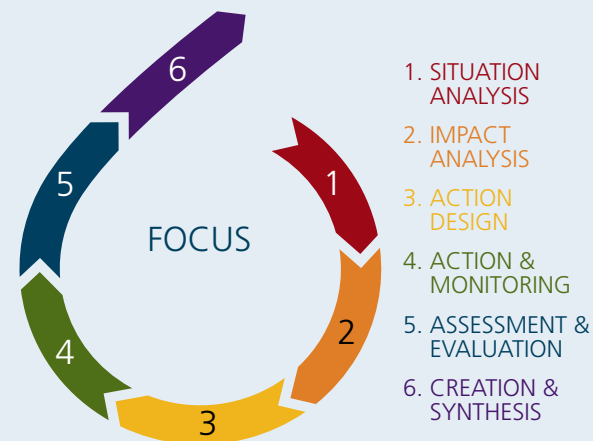 6
5
1
FOCUS
2
4
3
1. SITUATION
ANALYSIS
2. IMPACT
ANALYSIS
3. ACTION
DESIGN
4. ACTION &
MONITORING
5. ASSESSMENT &
EVALUATION
6. CREATION &
SYNTHESIS